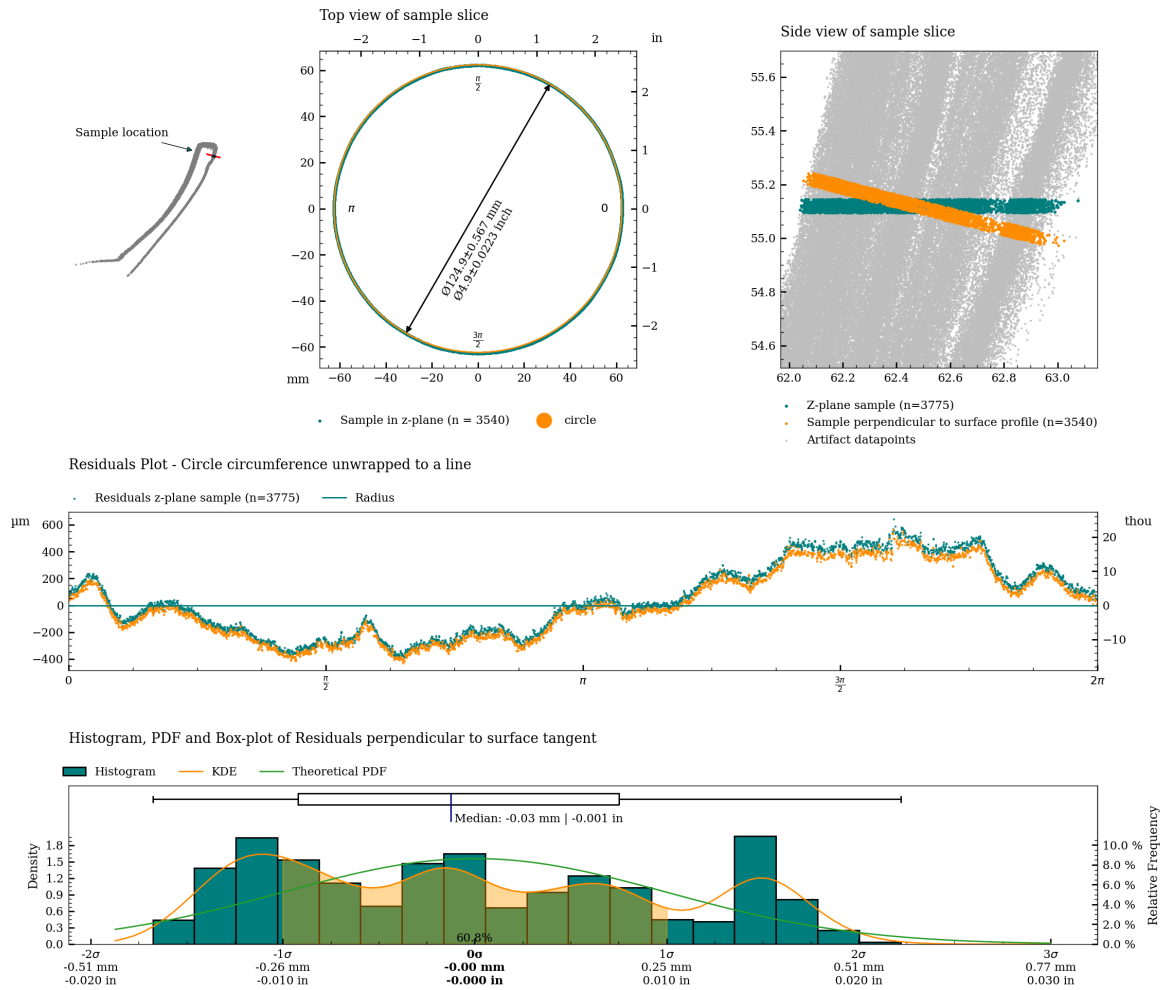 Top view of sample slice
−2 −1 0 1 2 in
60
40
20
0
−20
−40
−60
2
1
0
−1
−2
π/2
π
0
3π/2
Ø124.9±0.567 mm
Ø4.9±0.0223 inch
mm −60 −40 −20 0 20 40 60
Sample in z-plane (n = 3540) circle
Sample location
Side view of sample slice
55.6
55.4
55.2
55.0
54.8
54.6
62.0 62.2 62.4 62.6 62.8 63.0
Z-plane sample (n=3775)
Sample perpendicular to surface profile (n=3540)
Artifact datapoints
Residuals Plot - Circle circumference unwrapped to a line
Residuals z-plane sample (n=3775) Radius
µm
600
400
200
0
−200
−400
thou
20
10
0
−10
0 π/2 π 3π/2 2π
Histogram, PDF and Box-plot of Residuals perpendicular to surface tangent
Histogram KDE Theoretical PDF
Median: -0.03 mm | -0.001 in
Density
1.8
1.5
1.2
0.9
0.6
0.3
0.0
Relative Frequency
10.0 %
8.0 %
6.0 %
4.0 %
2.0 %
0.0 %
60.8%
-2σ -1σ 0σ 1σ 2σ 3σ
-0.51 mm -0.26 mm -0.00 mm 0.25 mm 0.51 mm 0.77 mm
-0.020 in -0.010 in -0.000 in 0.010 in 0.020 in 0.030 in